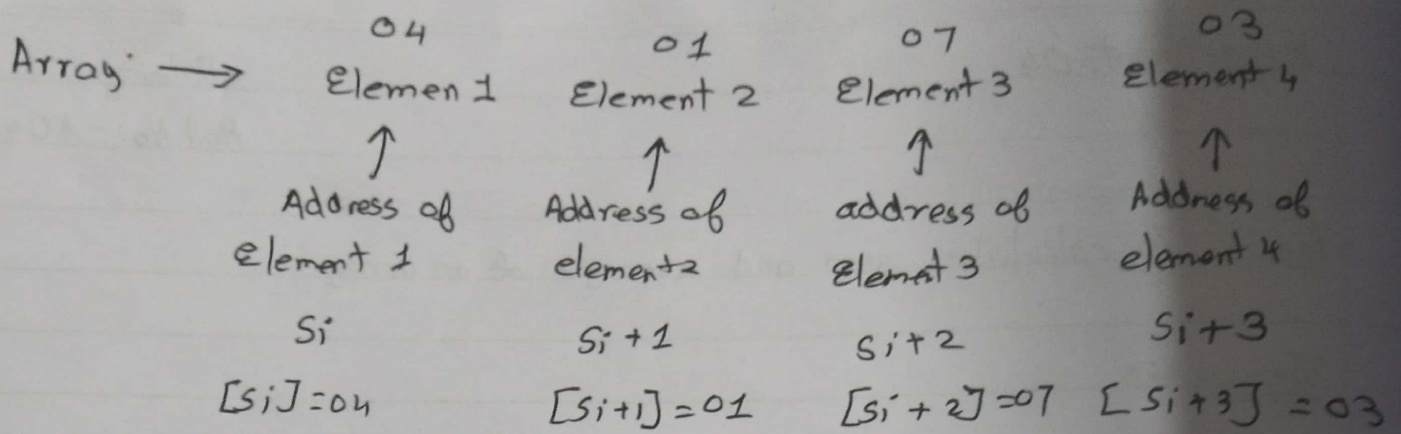 04 01 07 03
Array → Elemen 1 Element 2 Element 3 Element 4
↑ ↑ ↑ ↑
Address of Address of address of Address of
Element 1 element2 Elemet 3 element 4
Si Si + 1 Si + 2 Si + 3
[Si] = 04 [Si+1] = 01 [Si + 2] = 07 [Si + 3] = 03